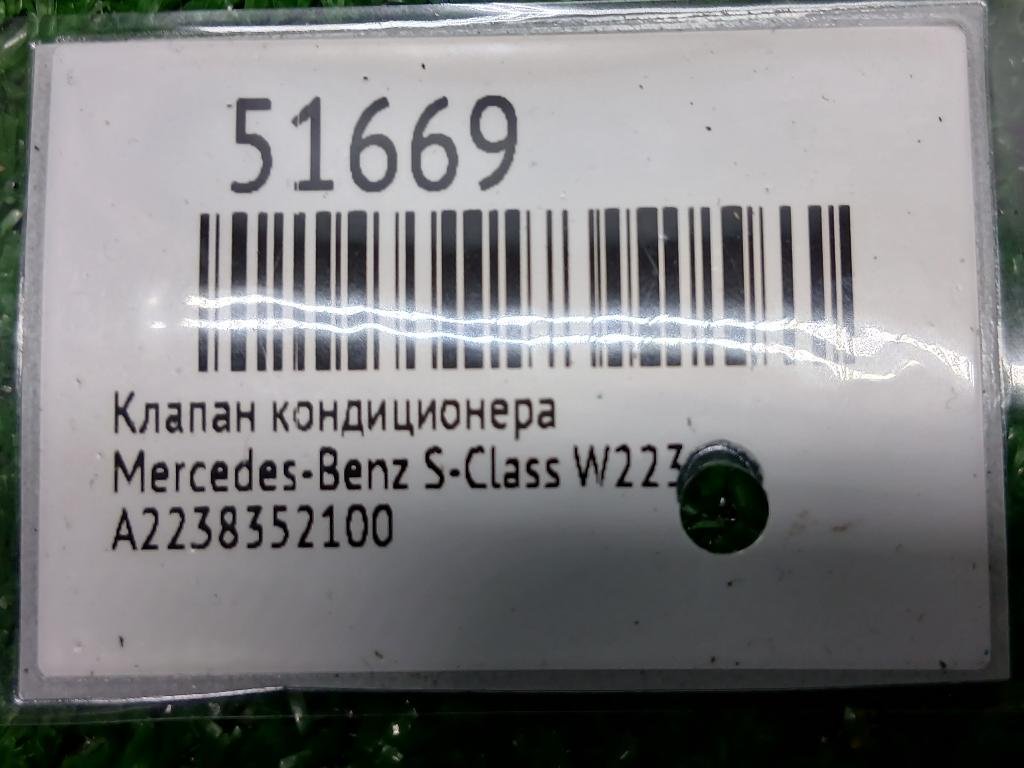 51669
Клапан кондиционера
Mercedes-Benz S-Class W223
A2238352100